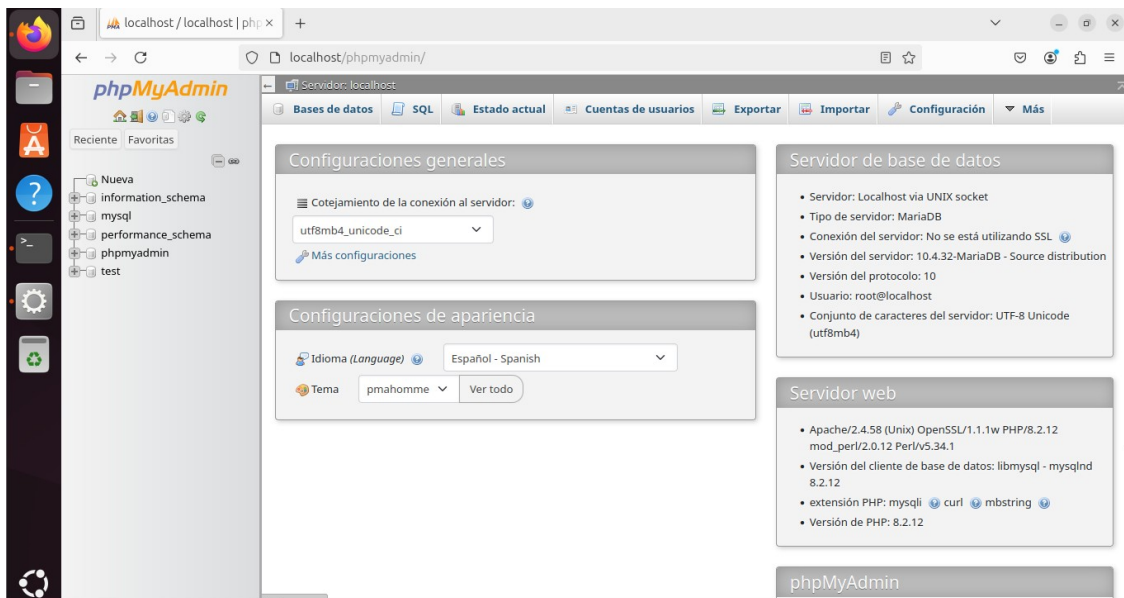 localhost / localhost | php
localhost/phpmyadmin/
phpMyAdmin
Reciente Favoritas
Nueva
information_schema
mysql
performance_schema
phpmyadmin
test
Servidor: localhost
Bases de datos SQL Estado actual Cuentas de usuarios Exportar Importar Configuración Más
Configuraciones generales
Cotejamiento de la conexión al servidor:
utf8mb4_unicode_ci
Más configuraciones
Configuraciones de apariencia
Idioma (Language) Español - Spanish
Tema pmahomme Ver todo
Servidor de base de datos
• Servidor: Localhost via UNIX socket
• Tipo de servidor: MariaDB
• Conexión del servidor: No se está utilizando SSL
• Versión del servidor: 10.4.32-MariaDB - Source distribution
• Versión del protocolo: 10
• Usuario: root@localhost
• Conjunto de caracteres del servidor: UTF-8 Unicode
(utf8mb4)
Servidor web
• Apache/2.4.58 (Unix) OpenSSL/1.1.1w PHP/8.2.12
mod_perl/2.0.12 Perl/v5.34.1
• Versión del cliente de base de datos: libmysql - mysqlnd
8.2.12
• extensión PHP: mysqli curl mbstring
• Versión de PHP: 8.2.12
phpMyAdmin